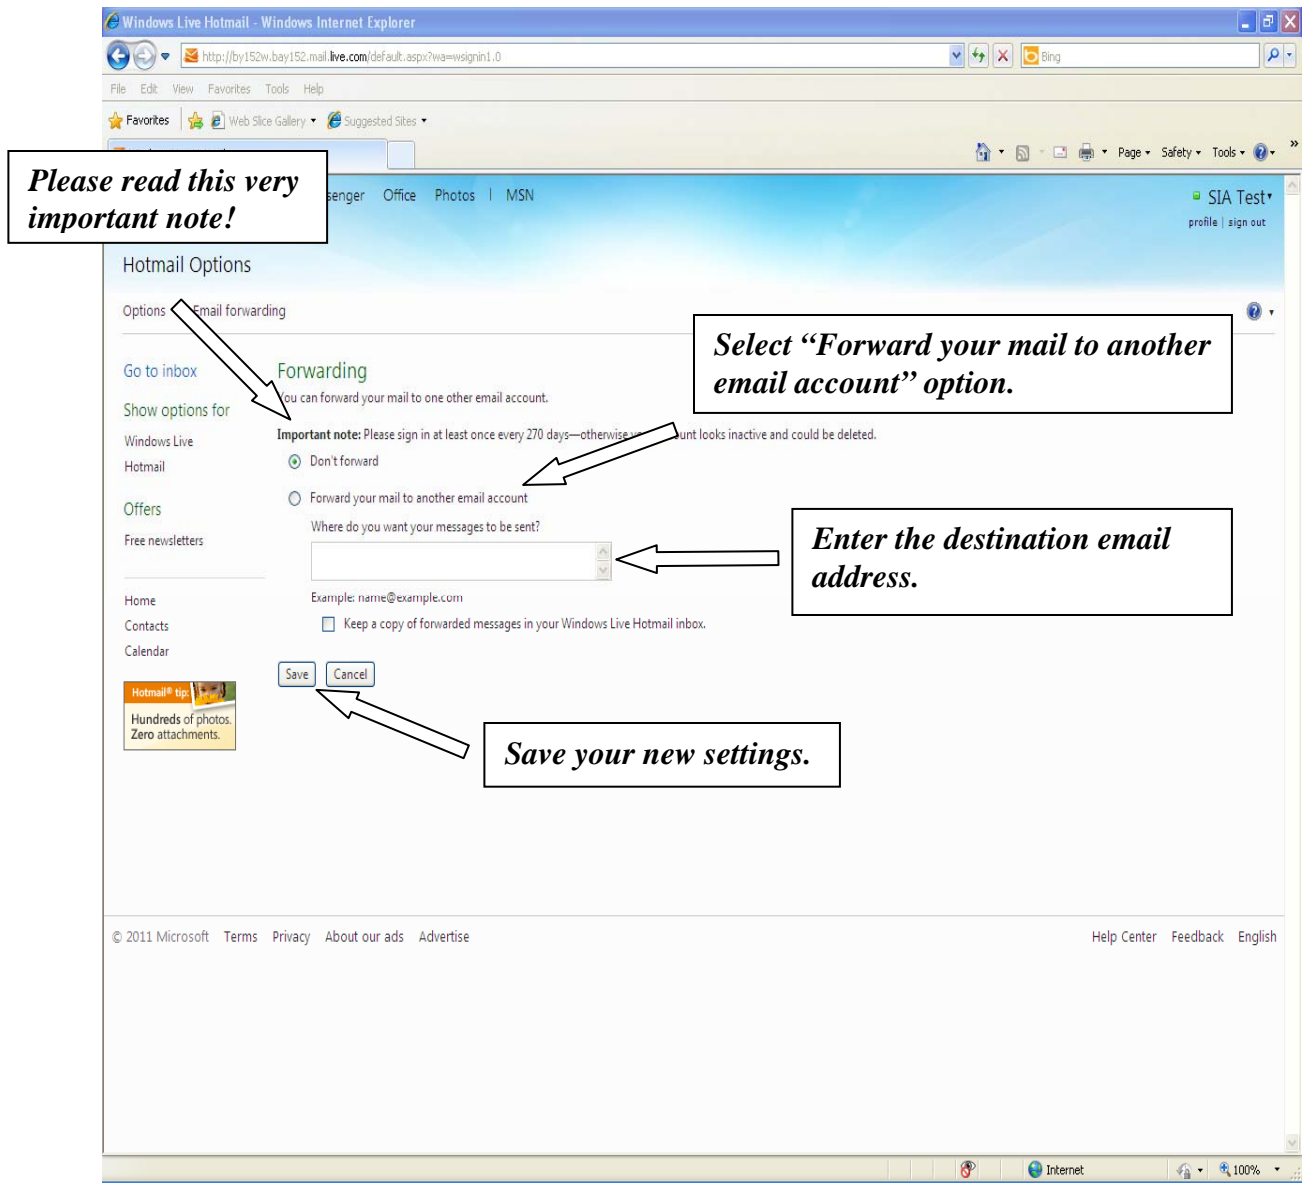 Windows Live Hotmail - Windows Internet Explorer
http://by152w.bay152.mail.live.com/default.aspx?wa=wsignin1.0
Bing
File Edit View Favorites Tools Help
Favorites Web Slice Gallery Suggested Sites
Page Safety Tools
Please read this very
important note!
Office Photos | MSN
SIA Test
profile | sign out
Hotmail Options
Options Email forwarding
Select “Forward your mail to another
email account” option.
Go to inbox
Show options for
Windows Live
Hotmail
Offers
Free newsletters
Home
Contacts
Calendar
Hotmail® tip:
Hundreds of photos.
Zero attachments.
Forwarding
You can forward your mail to one other email account.
Important note: Please sign in at least once every 270 days—otherwise looks inactive and could be deleted.
Don't forward
Forward your mail to another email account
Where do you want your messages to be sent?
Enter the destination email
address.
Example: name@example.com
Keep a copy of forwarded messages in your Windows Live Hotmail inbox.
Save Cancel
Save your new settings.
© 2011 Microsoft Terms Privacy About our ads Advertise
Help Center Feedback English
Internet
100%